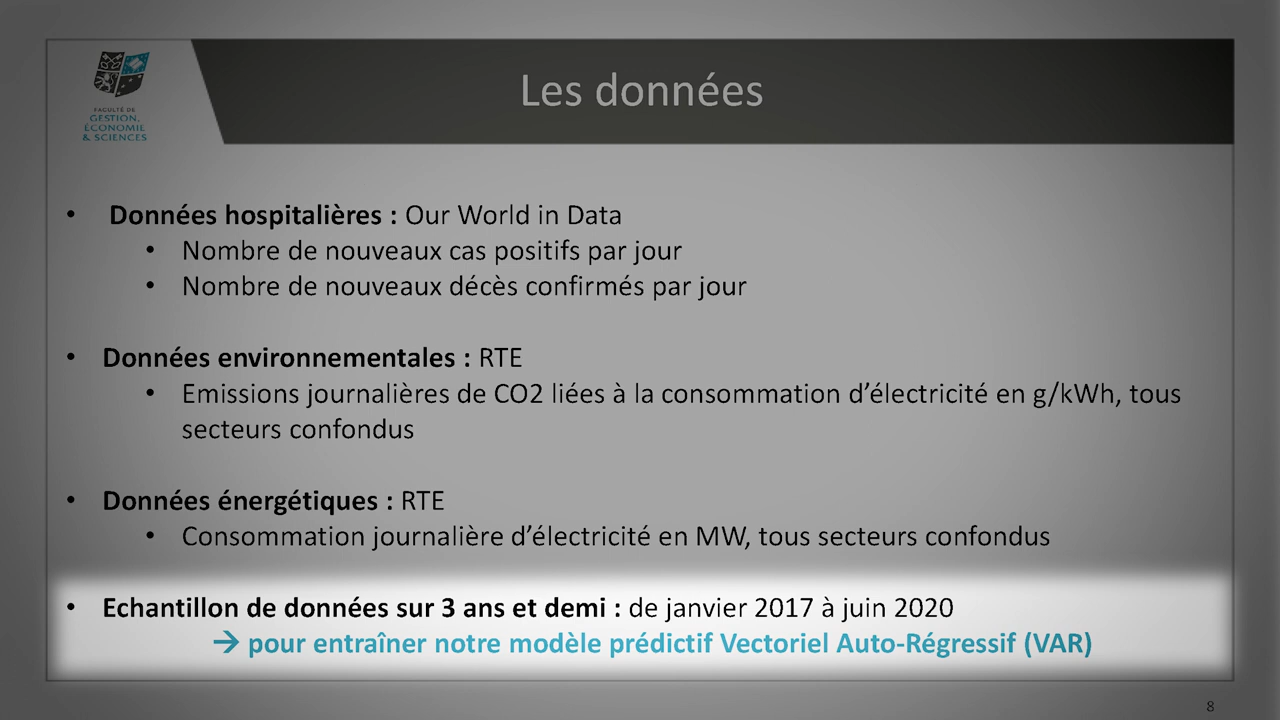 Les données
FACULTÉ DE
GESTION,
ÉCONOMIE
& SCIENCES
• Données hospitalières : Our World in Data
• Nombre de nouveaux cas positifs par jour
• Nombre de nouveaux décès confirmés par jour
• Données environnementales : RTE
• Emissions journalières de CO2 liées à la consommation d’électricité en g/kWh, tous
secteurs confondus
• Données énergétiques : RTE
• Consommation journalière d’électricité en MW, tous secteurs confondus
• Echantillon de données sur 3 ans et demi : de janvier 2017 à juin 2020
→ pour entraîner notre modèle prédictif Vectoriel Auto-Régressif (VAR)
8